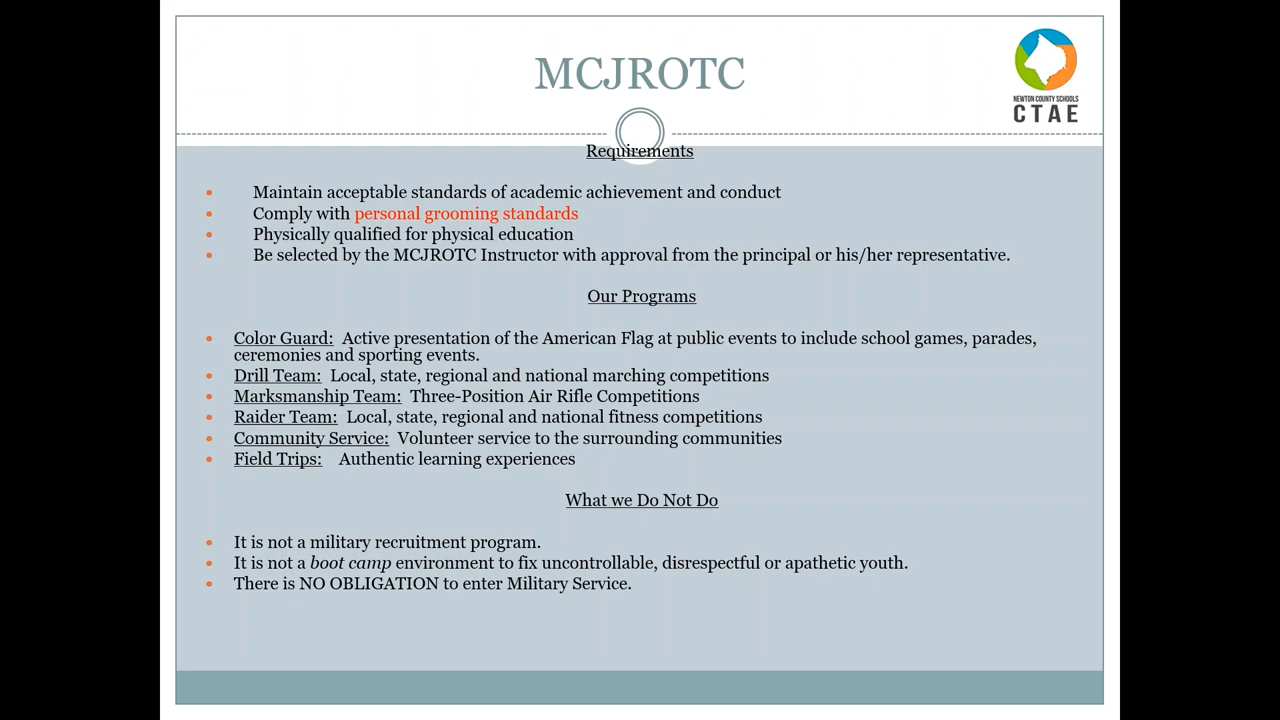 MCJROTC
NEWTON COUNTY SCHOOLS
CTAE
Requirements
• Maintain acceptable standards of academic achievement and conduct
• Comply with personal grooming standards
• Physically qualified for physical education
• Be selected by the MCJROTC Instructor with approval from the principal or his/her representative.
Our Programs
• Color Guard: Active presentation of the American Flag at public events to include school games, parades,
ceremonies and sporting events.
• Drill Team: Local, state, regional and national marching competitions
• Marksmanship Team: Three-Position Air Rifle Competitions
• Raider Team: Local, state, regional and national fitness competitions
• Community Service: Volunteer service to the surrounding communities
• Field Trips: Authentic learning experiences
What we Do Not Do
• It is not a military recruitment program.
• It is not a boot camp environment to fix uncontrollable, disrespectful or apathetic youth.
• There is NO OBLIGATION to enter Military Service.